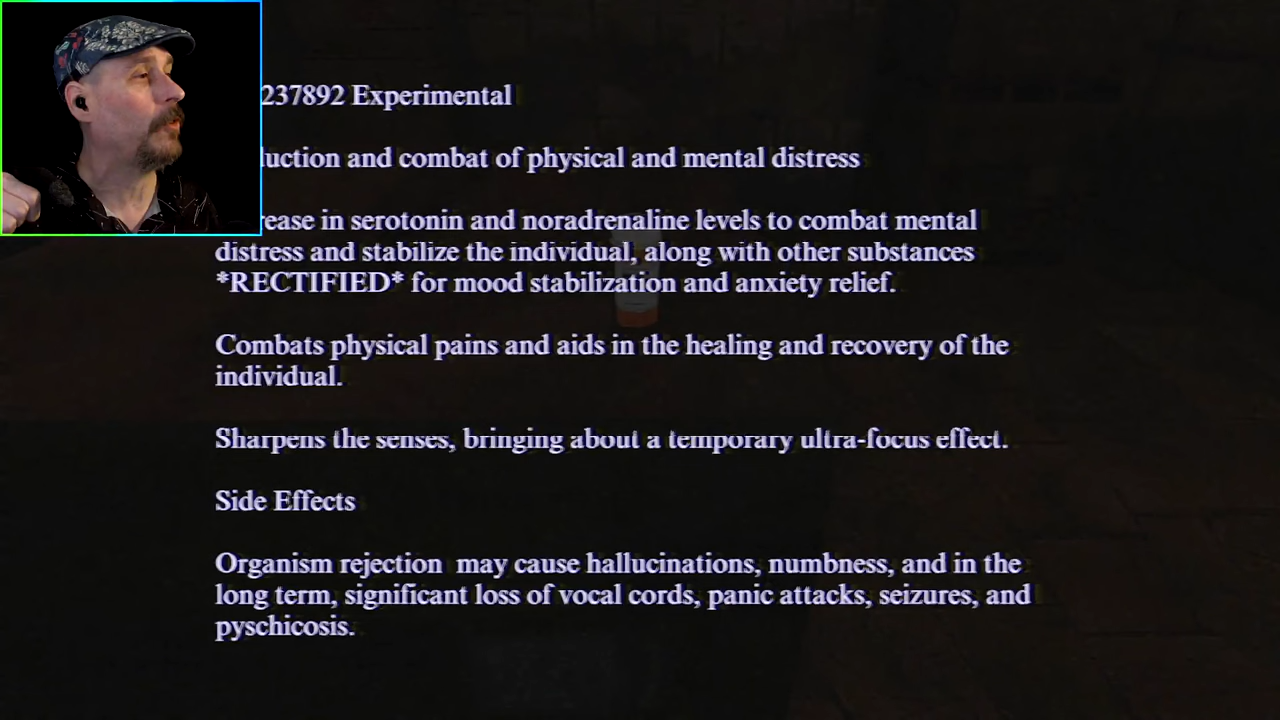 237892 Experimental
and combat of physical and mental distress
in serotonin and noradrenaline levels to combat mental
distress and stabilize the individual, along with other substances
*RECTIFIED* for mood stabilization and anxiety relief.
Combats physical pains and aids in the healing and recovery of the
individual.
Sharpens the senses, bringing about a temporary ultra-focus effect.
Side Effects
Organism rejection  may cause hallucinations, numbness, and in the
long term, significant loss of vocal cords, panic attacks, seizures, and
pyschicosis.